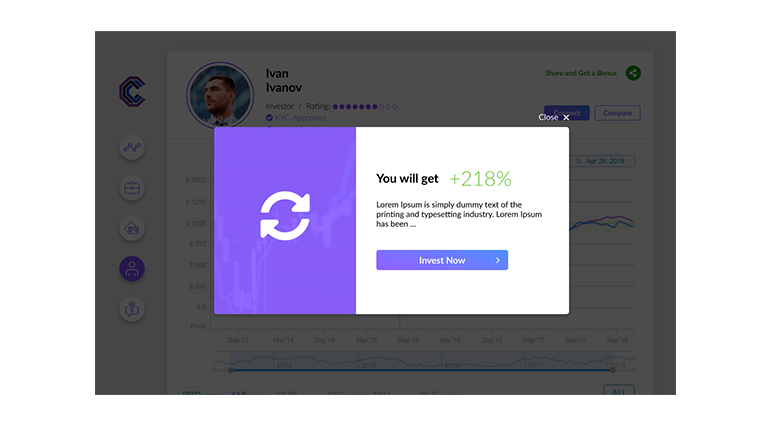 Ivan
Ivanov
Share and Get a Bonus
Investor / Rating:
KYC Approved
Connect
Compare
Close
To Apr 28, 2018
You will get +218%
Lorem Ipsum is simply dummy text of the
printing and typesetting industry. Lorem Ipsum
has been ...
Invest Now
$ 1500
$ 1250
$ 1000
$ 750
$ 500
$ 250
$ 0
Price
Sep'13 Mar'14 Sep'14 Mar'15 Sep'15 Mar'16 Sep'16 Mar'17 Sep'17 Mar'18
2014 2015 2016 2017 2018
ALL